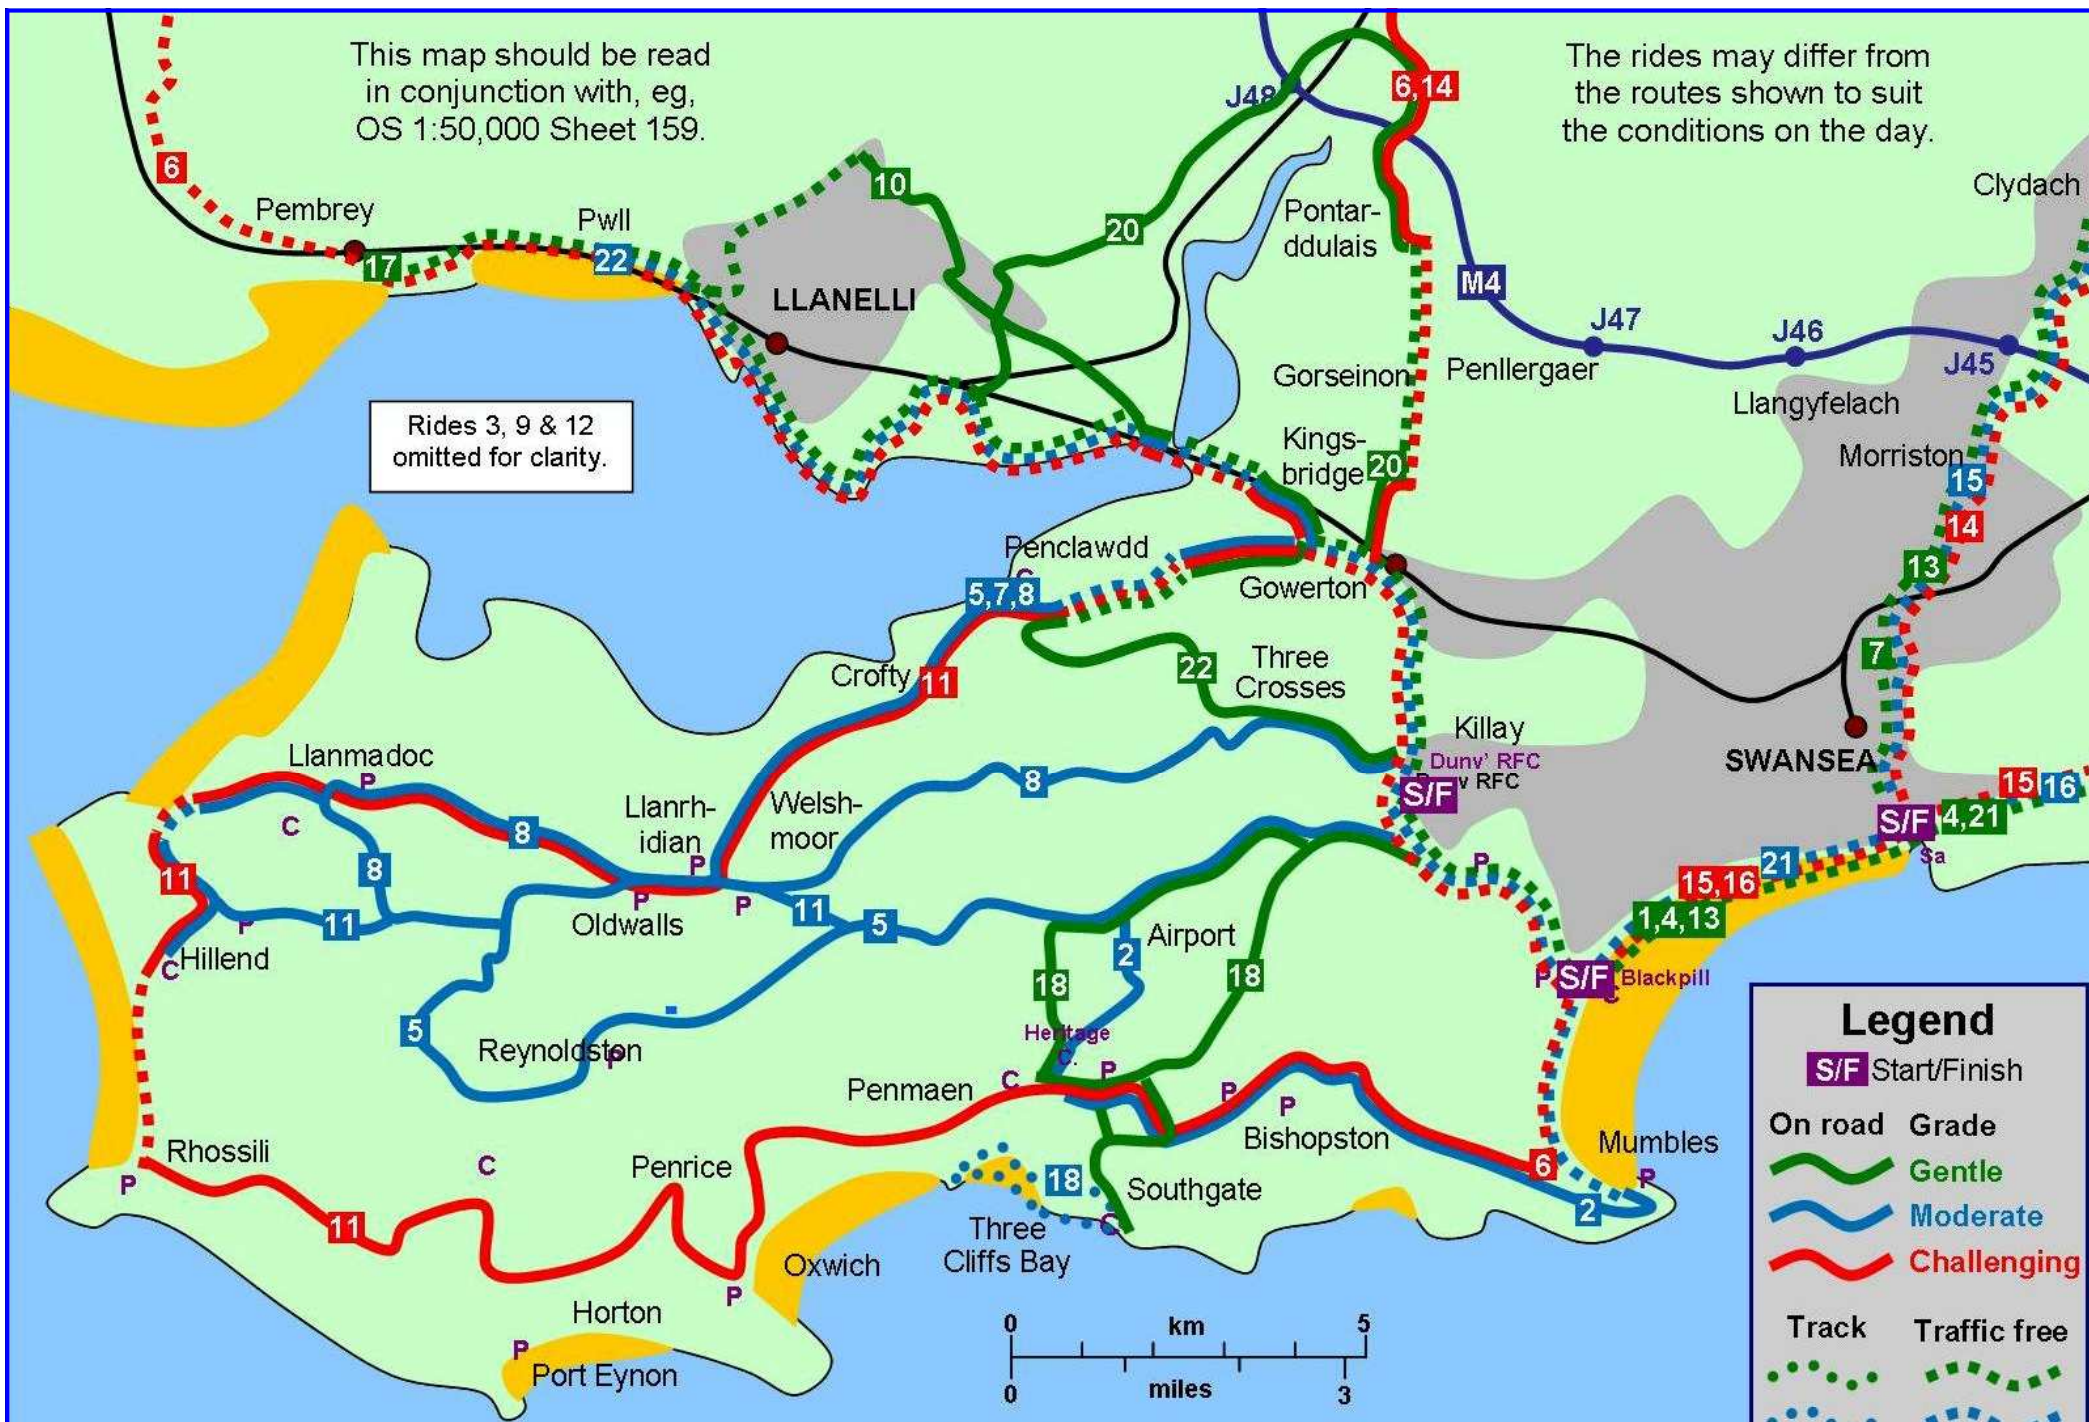 This map should be read
in conjunction with, eg,
OS 1:50,000 Sheet 159.
The rides may differ from
the routes shown to suit
the conditions on the day.
J48
6,14
Clydach
6
Pembrey
Pwll
10
20
Pontar-
ddulais
17
22
LLANELLI
M4
J47
J46
J45
Gorseinon
Penllergaer
Llangyfelach
Rides 3, 9 & 12
omitted for clarity.
Kings-
bridge
20
Morriston
15
14
13
Penclawdd
C
5,7,8
Gowerton
7
Crofty
11
22
Three
Crosses
Killay
Dunv' RFC
RFC
S/F
SWANSEA
15
16
S/F
4,21
Sa
Llanmadoc
P
C
8
8
Llanrh-
idian
P
Welsh-
moor
8
P
21
15,16
1,4,13
11
P
11
P
Oldwalls
P
11
5
Airport
2
C
Hillend
18
18
P
S/F
Blackpill
C
5
Reynoldston
P
Heritage
C.
Penmaen
C
P
P
P
Bishopston
6
Mumbles
P
2
Rhossili
P
C
Penrice
18
Southgate
C
11
Three
Cliffs Bay
Oxwich
P
Horton
P
Port Eynon
0
km
5
0
miles
3
Legend
S/F Start/Finish
On road Grade
Gentle
Moderate
Challenging
Track Traffic free